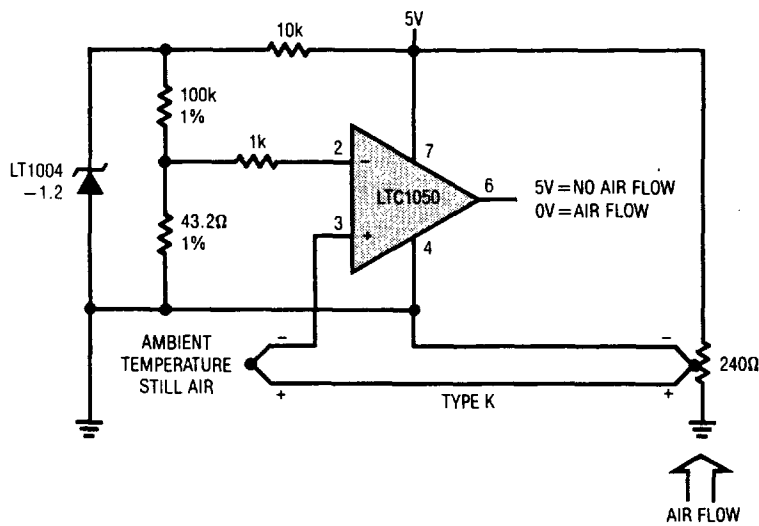 10k
5V
100k
1%
1k
2
7
LT1004
–1.2
–
LTC1050
6
5V = NO AIR FLOW
0V = AIR FLOW
43.2Ω
1%
3
+
4
–
–
AMBIENT
TEMPERATURE
STILL AIR
240Ω
+
TYPE K
+
AIR FLOW